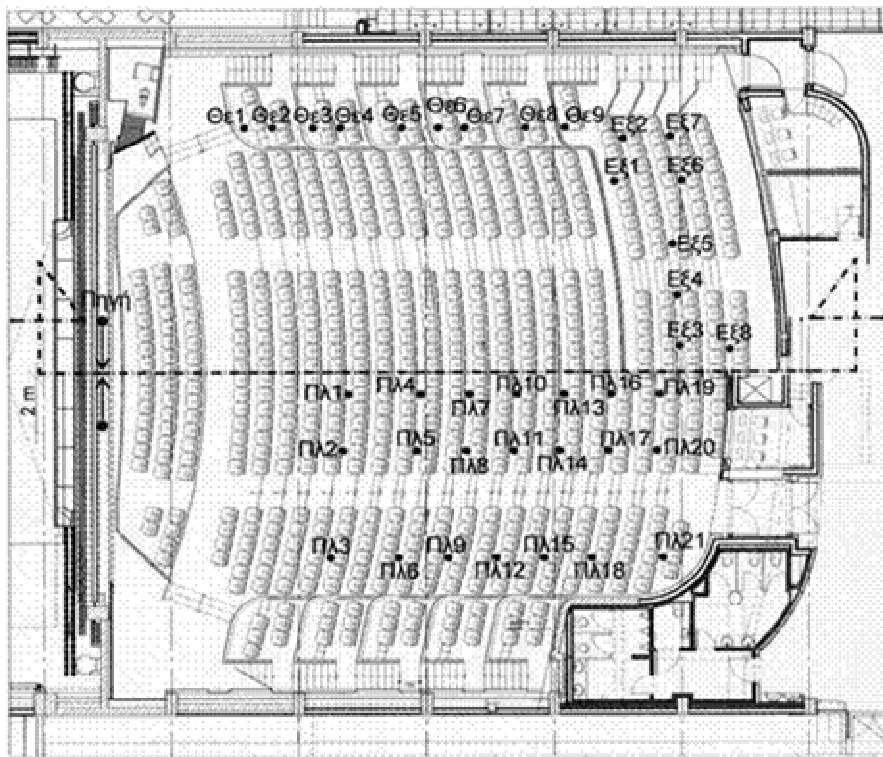 Θε1 Θε2 Θε3 Θε4 Θε5 Θε6 Θε7 Θε8 Θε9
Εξ2 Εξ7
Εξ1 Εξ6
Εξ5
Πηγή Εξ4
Εξ3 Εξ8
2 m
Πλ1 Πλ4 Πλ7 Πλ10 Πλ13 Πλ16 Πλ19
Πλ2 Πλ5 Πλ8 Πλ11 Πλ14 Πλ17 Πλ20
Πλ3 Πλ6 Πλ9 Πλ12 Πλ15 Πλ18 Πλ21